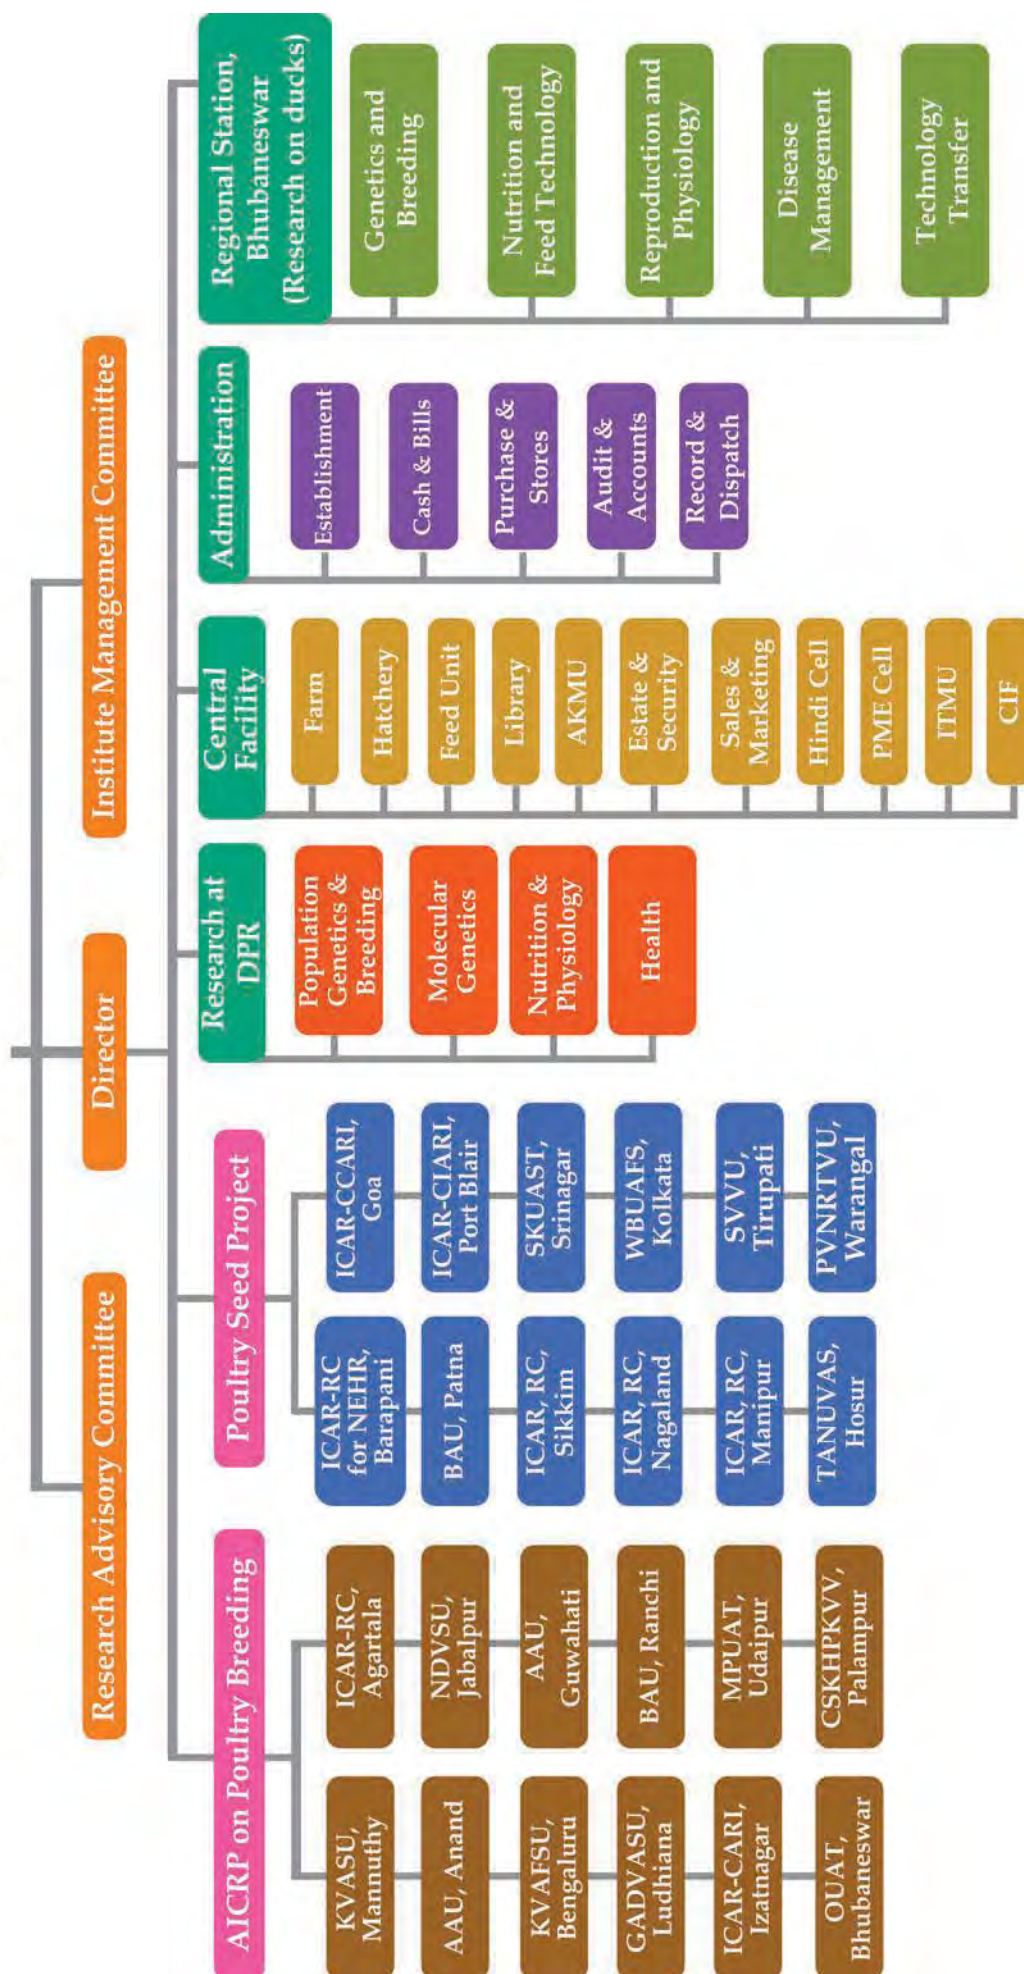 Research Advisory Committee
Director
Institute Management Committee
AICRP on Poultry Breeding
KVASU,
Mannuthy
AAU, Anand
KVAFSU,
Bengaluru
GADVASU,
Ludhiana
ICAR-CARI,
Izatnagar
OUAT,
Bhubaneswar
ICAR-RC,
Agartala
NDVSU,
Jabalpur
AAU,
Guwahati
BAU, Ranchi
MPUAT,
Udaipur
CSKHPKVV,
Palampur
Poultry Seed Project
ICAR-RC
for NEHR,
Barapani
BAU, Patna
ICAR, RC,
Sikkim
ICAR, RC,
Nagaland
ICAR, RC,
Manipur
TANUVAS,
Hosur
ICAR-CCARI,
Goa
ICAR-CIARI,
Port Blair
SKUAST,
Srinagar
WBUAFS,
Kolkata
SVVU,
Tirupati
PVNRTVU,
Warangal
Research at
DPR
Population
Genetics &
Breeding
Molecular
Genetics
Nutrition &
Physiology
Health
Central
Facility
Farm
Hatchery
Feed Unit
Library
AKMU
Estate &
Security
Sales &
Marketing
Hindi Cell
PME Cell
ITMU
CIF
Administration
Establishment
Cash & Bills
Purchase &
Stores
Audit &
Accounts
Record &
Dispatch
Regional Station,
Bhubaneswar
(Research on ducks)
Genetics and
Breeding
Nutrition and
Feed Technology
Reproduction and
Physiology
Disease
Management
Technology
Transfer